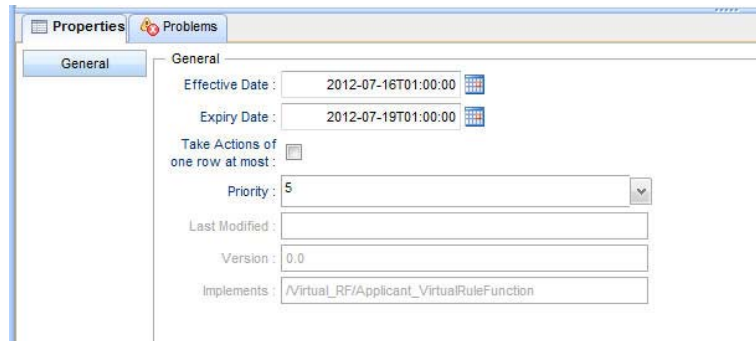 Properties Problems
General
General
Effective Date : 2012-07-16T01:00:00
Expiry Date : 2012-07-19T01:00:00
Take Actions of
one row at most :
Priority : 5
Last Modified :
Version : 0.0
Implements : /Virtual_RF/Applicant_VirtualRuleFunction